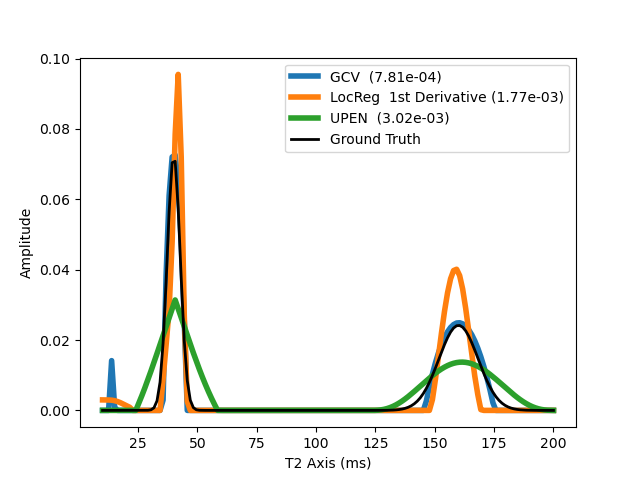 0.10
0.08
0.06
0.04
0.02
0.00
Amplitude
25
50
75
100
125
150
175
200
T2 Axis (ms)
GCV  (7.81e-04)
LocReg  1st Derivative (1.77e-03)
UPEN  (3.02e-03)
Ground Truth